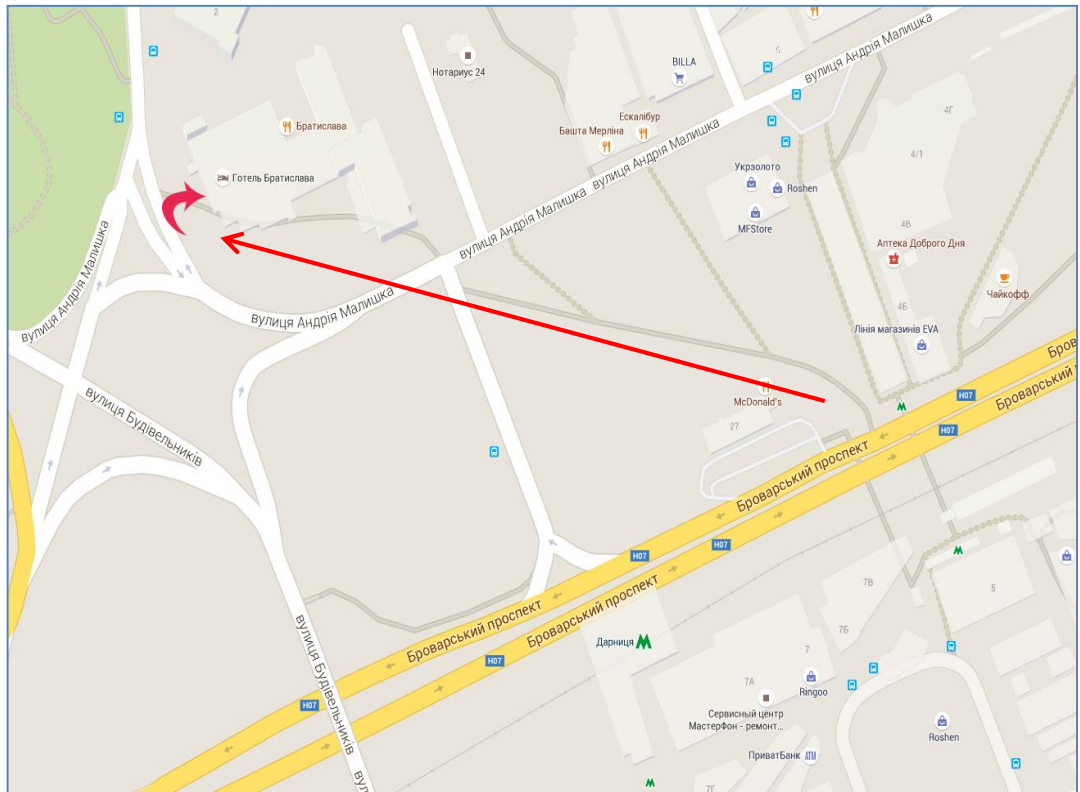 2
Нотариус 24
BILLA
вулиця Андрія Малишка
Братислава
Ескалібур
Башта Мерліна
4Г
4/1
Готель Братислава
Укрзолото
Roshen
MFStore
вулиця Андрія Малишка
вулиця Андрія Малишка
4В
Аптека Доброго Дня
Чайкофф
вулиця Андрія Малишка
вулиця Андрія Малишка
4Б
Лінія магазинів EVA
McDonald's
27
H07
Броварський
вулиця Будівельників
H07
Броварський проспект
H07
H07
Броварський проспект
Броварський проспект
7В
5
7Б
Дарниця
H07
7
7А
Ringoo
H07
вулиця Будівельників
Сервисный центр
МастерФон - ремонт...
Roshen
ПриватБанк
ATM
7Г